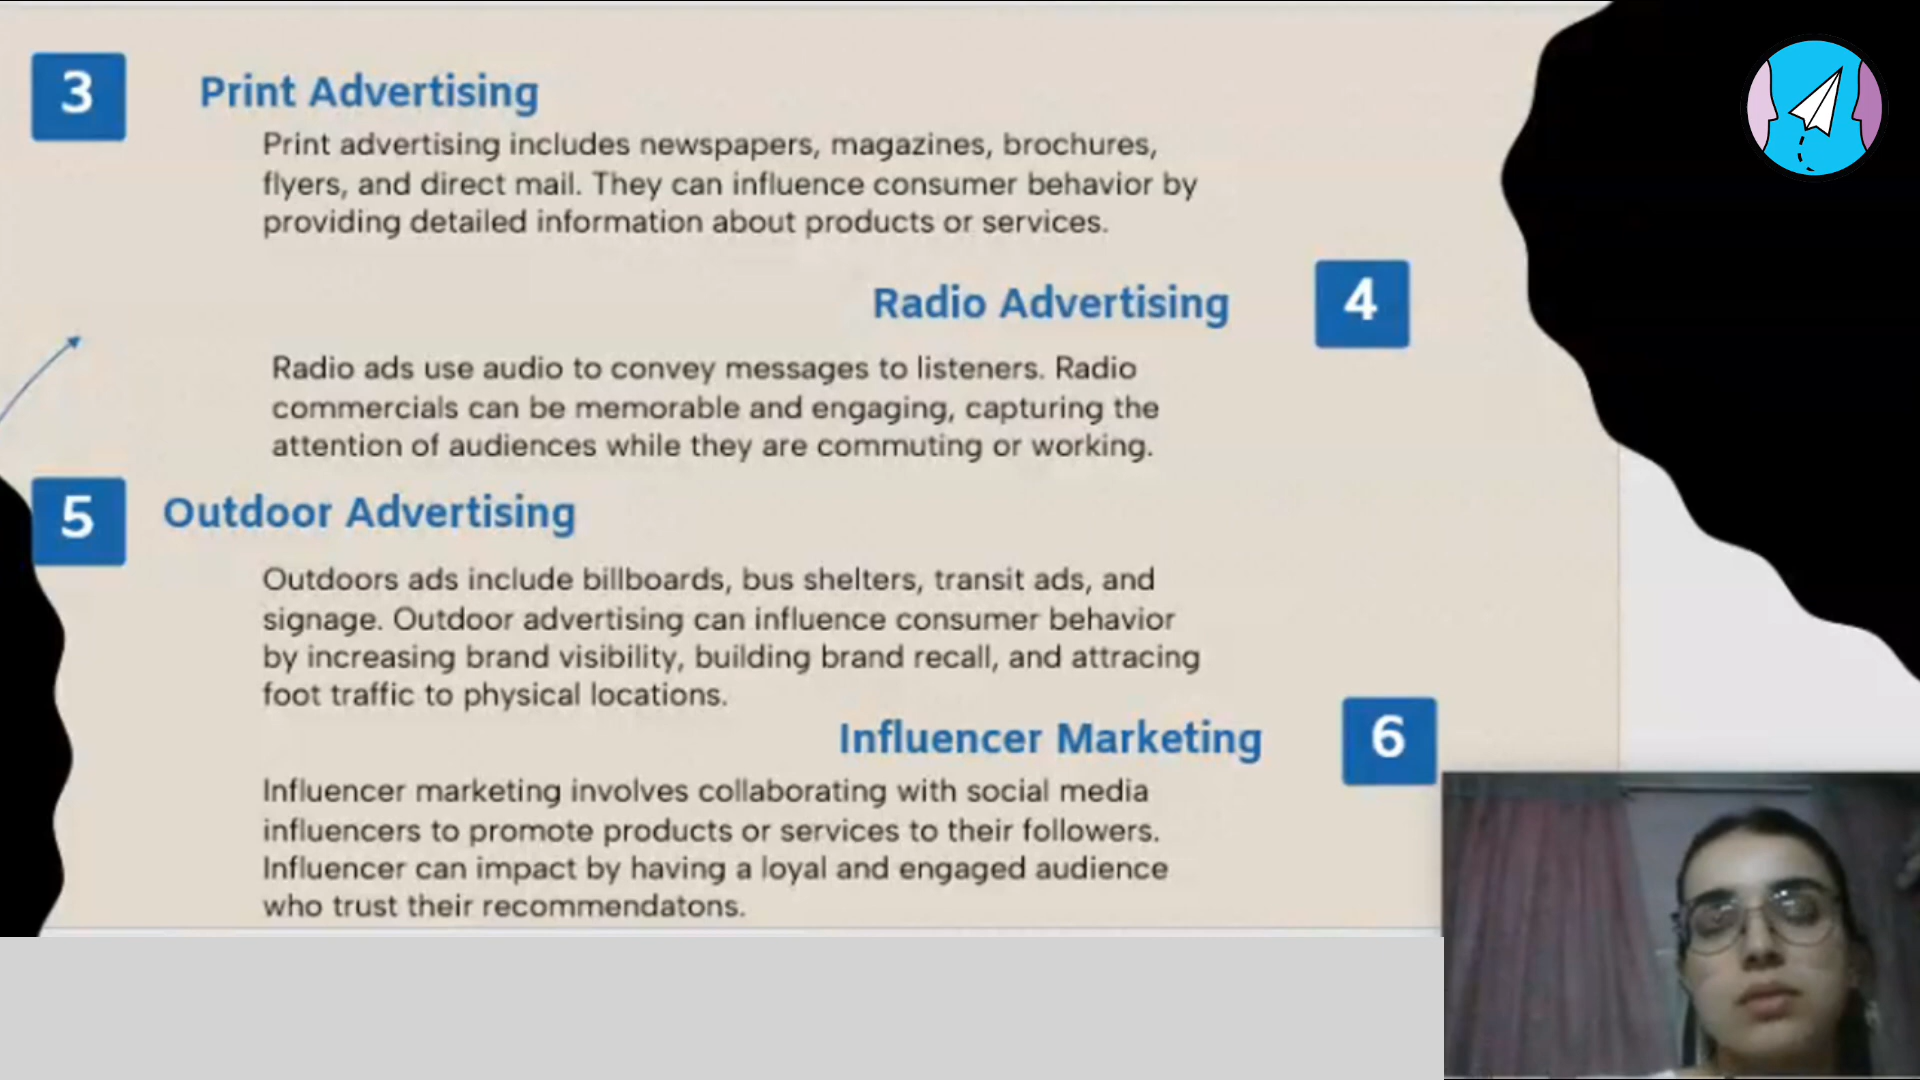 3
Print Advertising
Print advertising includes newspapers, magazines, brochures,
flyers, and direct mail. They can influence consumer behavior by
providing detailed information about products or services.
Radio Advertising
4
Radio ads use audio to convey messages to listeners. Radio
commercials can be memorable and engaging, capturing the
attention of audiences while they are commuting or working.
5
Outdoor Advertising
Outdoors ads include billboards, bus shelters, transit ads, and
signage. Outdoor advertising can influence consumer behavior
by increasing brand visibility, building brand recall, and attracing
foot traffic to physical locations.
Influencer Marketing
6
Influencer marketing involves collaborating with social media
influencers to promote products or services to their followers.
Influencer can impact by having a loyal and engaged audience
who trust their recommendatons.